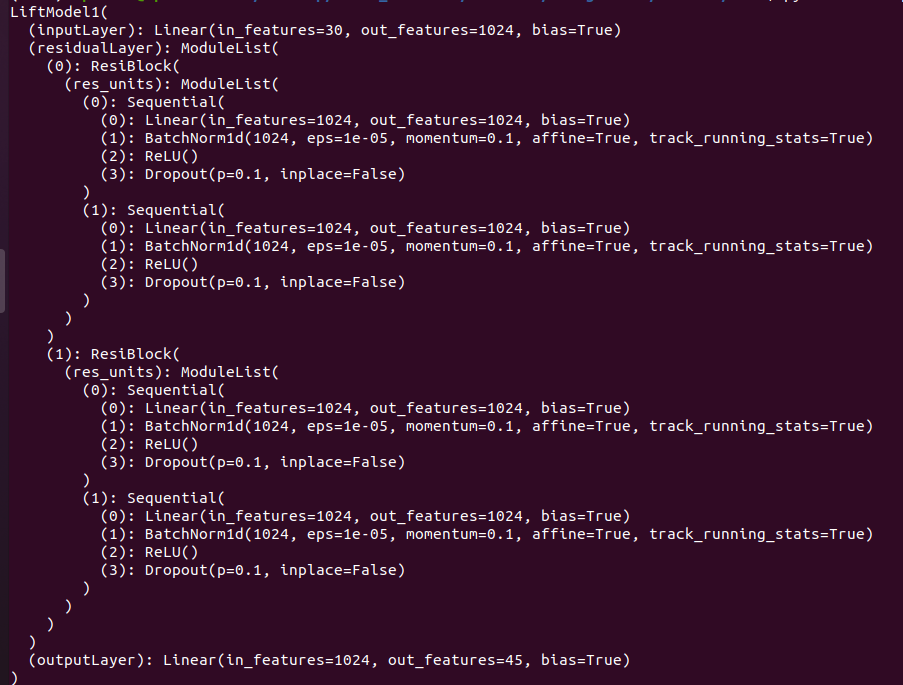 LiftModel1(
  (inputLayer): Linear(in_features=30, out_features=1024, bias=True)
  (residualLayer): ModuleList(
    (0): ResiBlock(
      (res_units): ModuleList(
        (0): Sequential(
          (0): Linear(in_features=1024, out_features=1024, bias=True)
          (1): BatchNorm1d(1024, eps=1e-05, momentum=0.1, affine=True, track_running_stats=True)
          (2): ReLU()
          (3): Dropout(p=0.1, inplace=False)
        )
        (1): Sequential(
          (0): Linear(in_features=1024, out_features=1024, bias=True)
          (1): BatchNorm1d(1024, eps=1e-05, momentum=0.1, affine=True, track_running_stats=True)
          (2): ReLU()
          (3): Dropout(p=0.1, inplace=False)
        )
      )
    )
    (1): ResiBlock(
      (res_units): ModuleList(
        (0): Sequential(
          (0): Linear(in_features=1024, out_features=1024, bias=True)
          (1): BatchNorm1d(1024, eps=1e-05, momentum=0.1, affine=True, track_running_stats=True)
          (2): ReLU()
          (3): Dropout(p=0.1, inplace=False)
        )
        (1): Sequential(
          (0): Linear(in_features=1024, out_features=1024, bias=True)
          (1): BatchNorm1d(1024, eps=1e-05, momentum=0.1, affine=True, track_running_stats=True)
          (2): ReLU()
          (3): Dropout(p=0.1, inplace=False)
        )
      )
    )
  )
  (outputLayer): Linear(in_features=1024, out_features=45, bias=True)
)